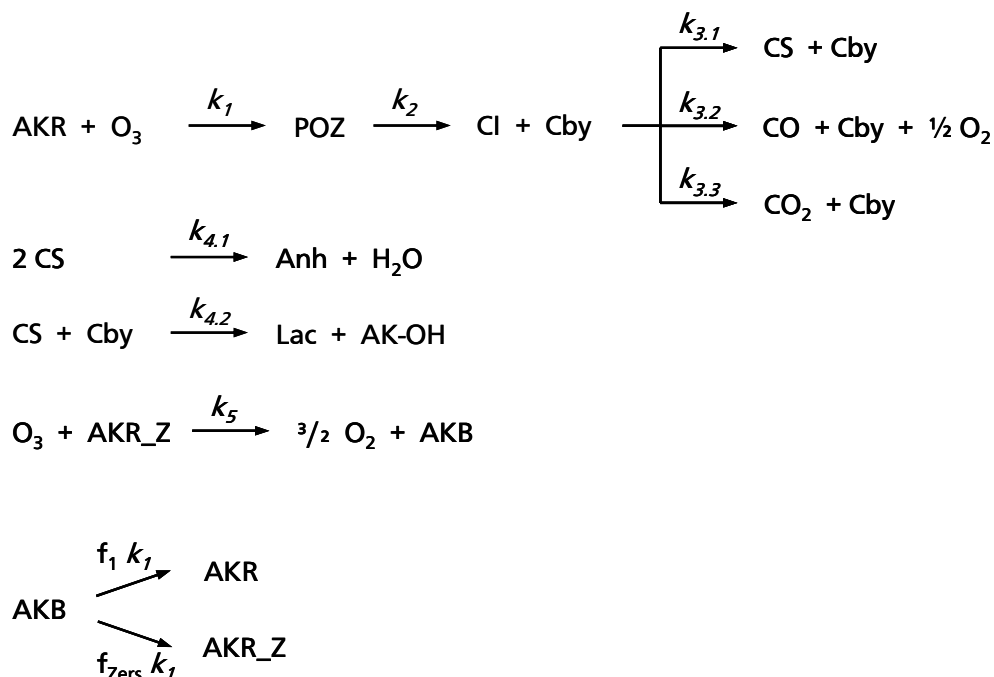 k3.1
CS + Cby
k1
k2
k3.2
AKR + O3
POZ
CI + Cby
CO + Cby + ½ O2
k3.3
CO2 + Cby
k4.1
2 CS
Anh + H2O
k4.2
CS + Cby
Lac + AK-OH
k5
O3 + AKR_Z
3/2 O2 + AKB
f1 k1
AKR
AKB
AKR_Z
fZers k1